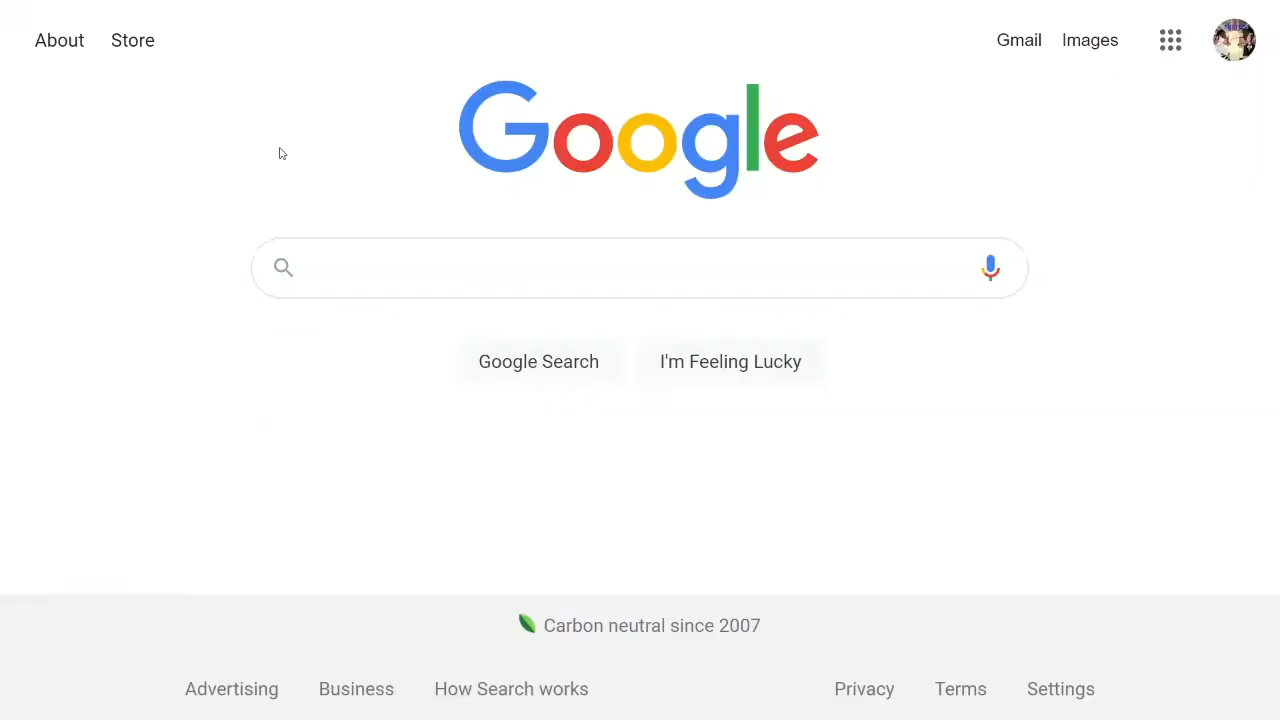 About Store Gmail Images
Google
Google Search I'm Feeling Lucky
Carbon neutral since 2007
Advertising Business How Search works Privacy Terms Settings